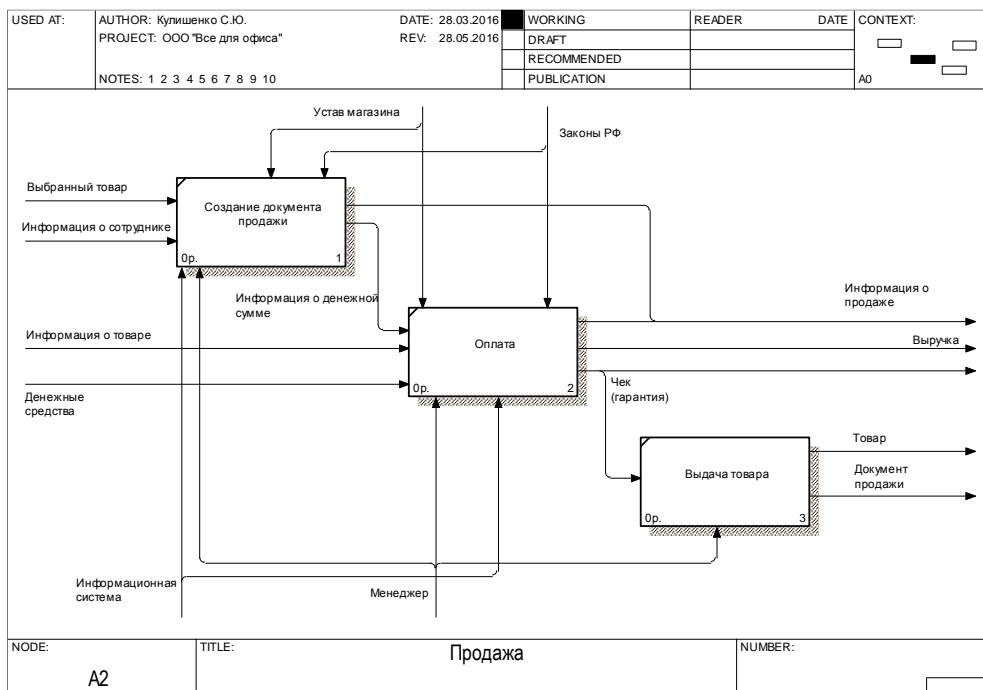 USED AT:
AUTHOR: Кулишенко С.Ю.
DATE: 28.03.2016
WORKING
READER
DATE
CONTEXT:
PROJECT: ООО "Все для офиса"
REV: 28.05.2016
DRAFT
RECOMMENDED
NOTES: 1 2 3 4 5 6 7 8 9 10
PUBLICATION
A0
Устав магазина
Законы РФ
Выбранный товар
Информация о сотруднике
Создание документа
продажи
0р.
1
Информация о денежной
сумме
Информация о товаре
Денежные
средства
Оплата
0р.
2
Информация о
продаже
Выручка
Чек
(гарантия)
Выдача товара
0р.
3
Товар
Документ
продажи
Информационная
система
Менеджер
NODE:
A2
TITLE:
Продажа
NUMBER: